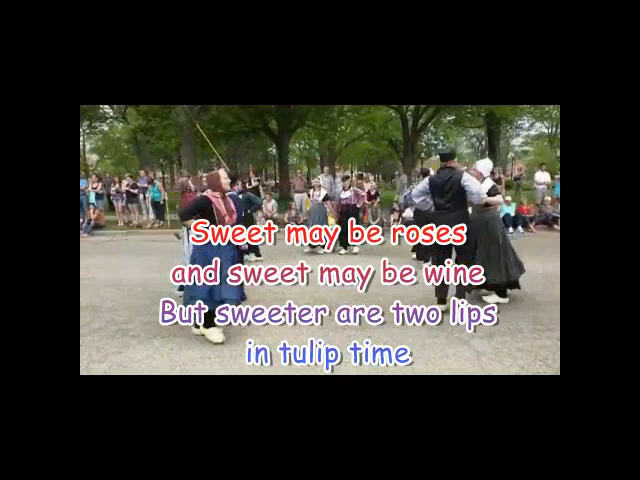 Sweet may be roses
and sweet may be wine
But sweeter are two lips
in tulip time